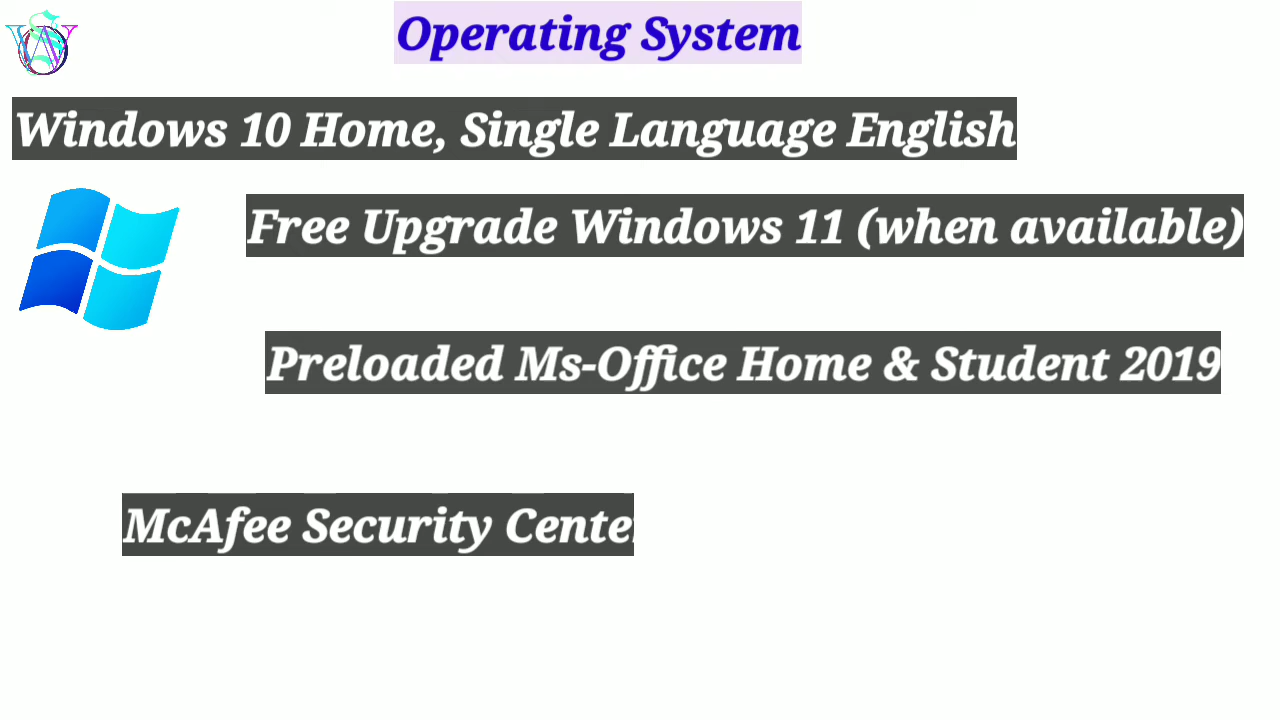 Operating System
Windows 10 Home, Single Language English
Free Upgrade Windows 11 (when available)
Preloaded Ms-Office Home & Student 2019
McAfee Security Center